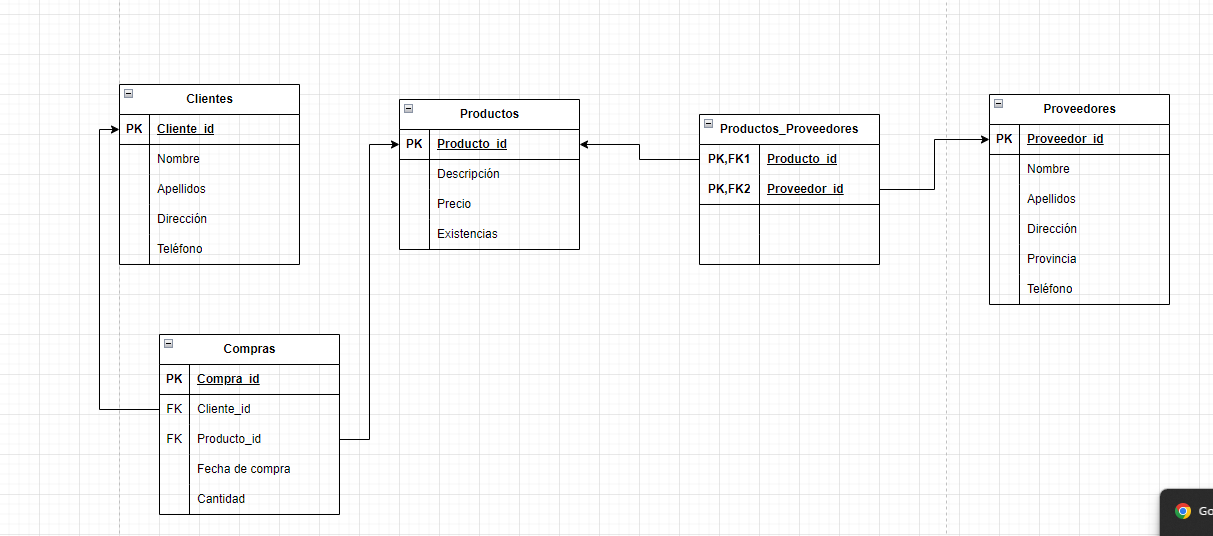 Clientes
PK Cliente_id
Nombre
Apellidos
Dirección
Teléfono
Productos
PK Producto_id
Descripción
Precio
Existencias
Productos_Proveedores
PK,FK1 Producto_id
PK,FK2 Proveedor_id
Proveedores
PK Proveedor_id
Nombre
Apellidos
Dirección
Provincia
Teléfono
Compras
PK Compra_id
FK Cliente_id
FK Producto_id
Fecha de compra
Cantidad
Go